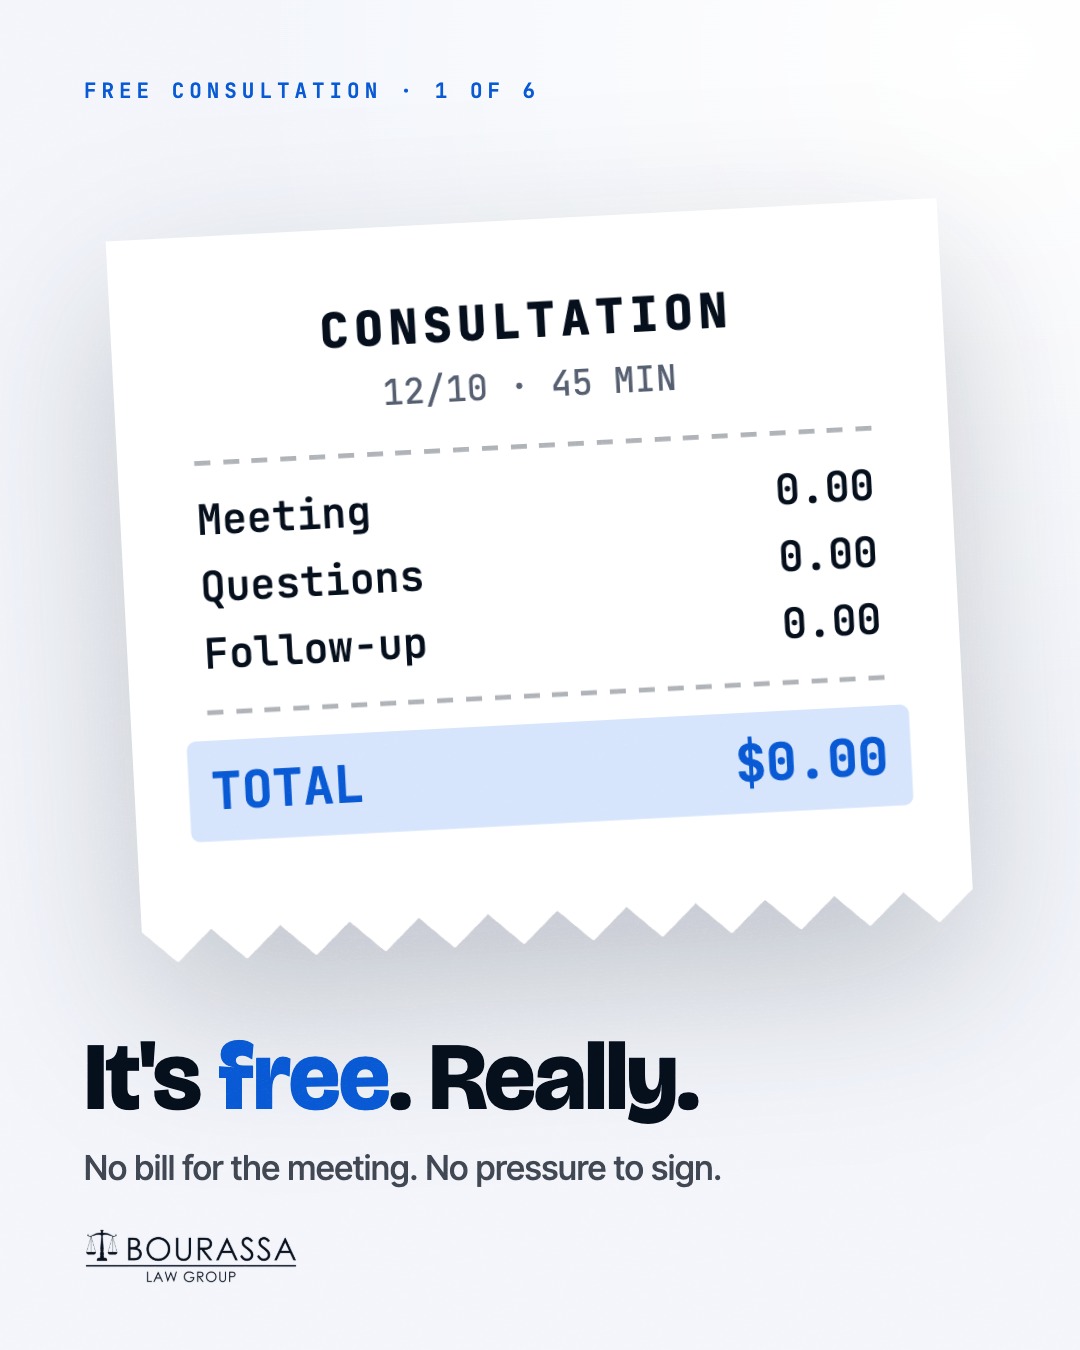 FREE CONSULTATION · 1 OF 6
CONSULTATION
12/10 · 45 MIN
Meeting 0.00
Questions 0.00
Follow-up 0.00
TOTAL $0.00
It's free. Really.
No bill for the meeting. No pressure to sign.
BOURASSA
LAW GROUP